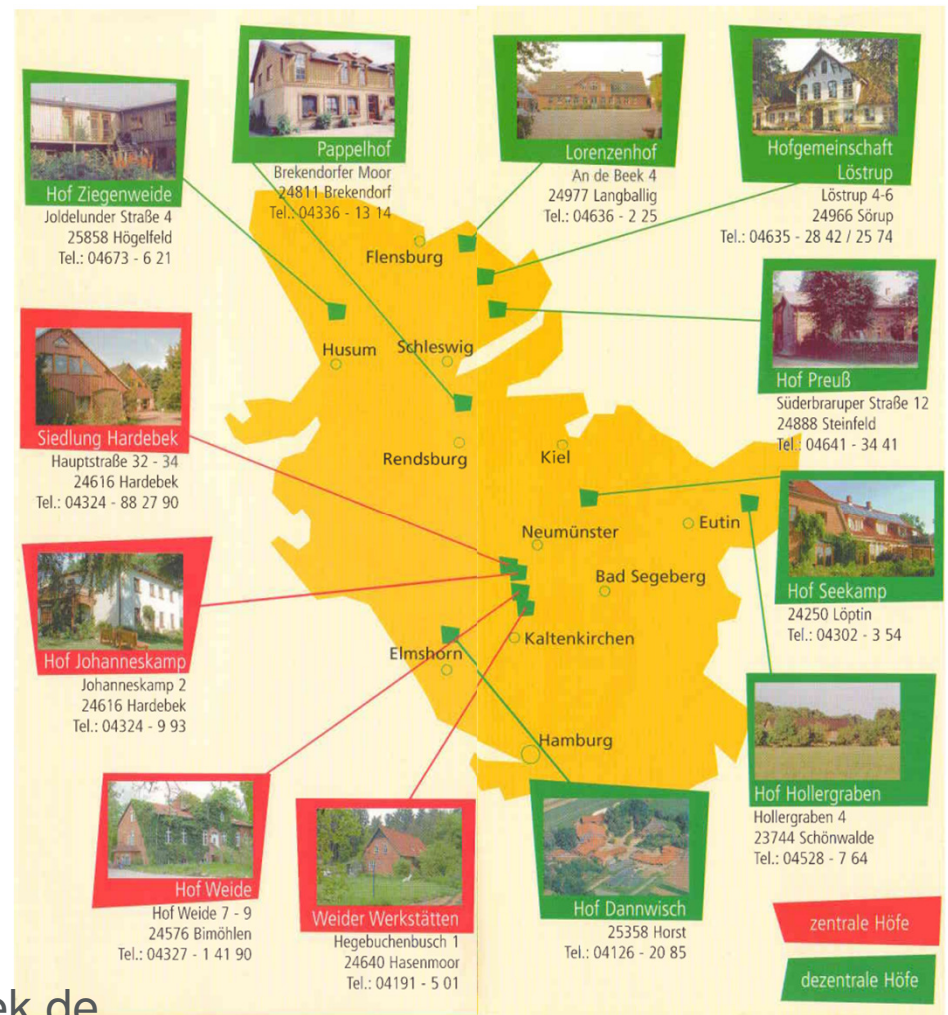 Hof Ziegenweide
Joldelunder Straße 4
25858 Högelfeld
Tel.: 04673 - 6 21
Pappelhof
Brekendorfer Moor
24811 Brekendorf
Tel.: 04336 - 13 14
Lorenzenhof
An de Beek 4
24977 Langballig
Tel.: 04636 - 2 25
Hofgemeinschaft
Löstrup
Löstrup 4-6
24966 Sörup
Tel.: 04635 - 28 42 / 25 74
Flensburg
Husum
Schleswig
Hof Preuß
Süderbraruper Straße 12
24888 Steinfeld
Tel.: 04641 - 34 41
Siedlung Hardebek
Hauptstraße 32 - 34
24616 Hardebek
Tel.: 04324 - 88 27 90
Rendsburg
Kiel
Neumünster
Eutin
Bad Segeberg
Hof Seekamp
24250 Löptin
Tel.: 04302 - 3 54
Hof Johanneskamp
Johanneskamp 2
24616 Hardebek
Tel.: 04324 - 9 93
Kaltenkirchen
Elmshorn
Hamburg
Hof Hollergraben
Hollergraben 4
23744 Schönwalde
Tel.: 04528 - 7 64
Hof Weide
Hof Weide 7 - 9
24576 Bimöhlen
Tel.: 04327 - 1 41 90
Weider Werkstätten
Hegebuchenbusch 1
24640 Hasenmoor
Tel.: 04191 - 5 01
Hof Dannwisch
25358 Horst
Tel.: 04126 - 20 85
zentrale Höfe
dezentrale Höfe
ek.de